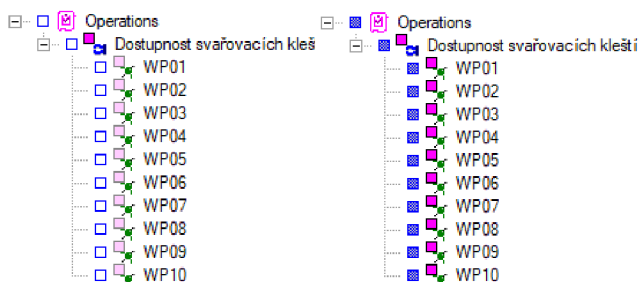 Operations
Dostupnost svařovacích kleš
WP01
WP02
WP03
WP04
WP05
WP06
WP07
WP08
WP09
WP10
Operations
Dostupnost svařovacích kleští
WP01
WP02
WP03
WP04
WP05
WP06
WP07
WP08
WP09
WP10